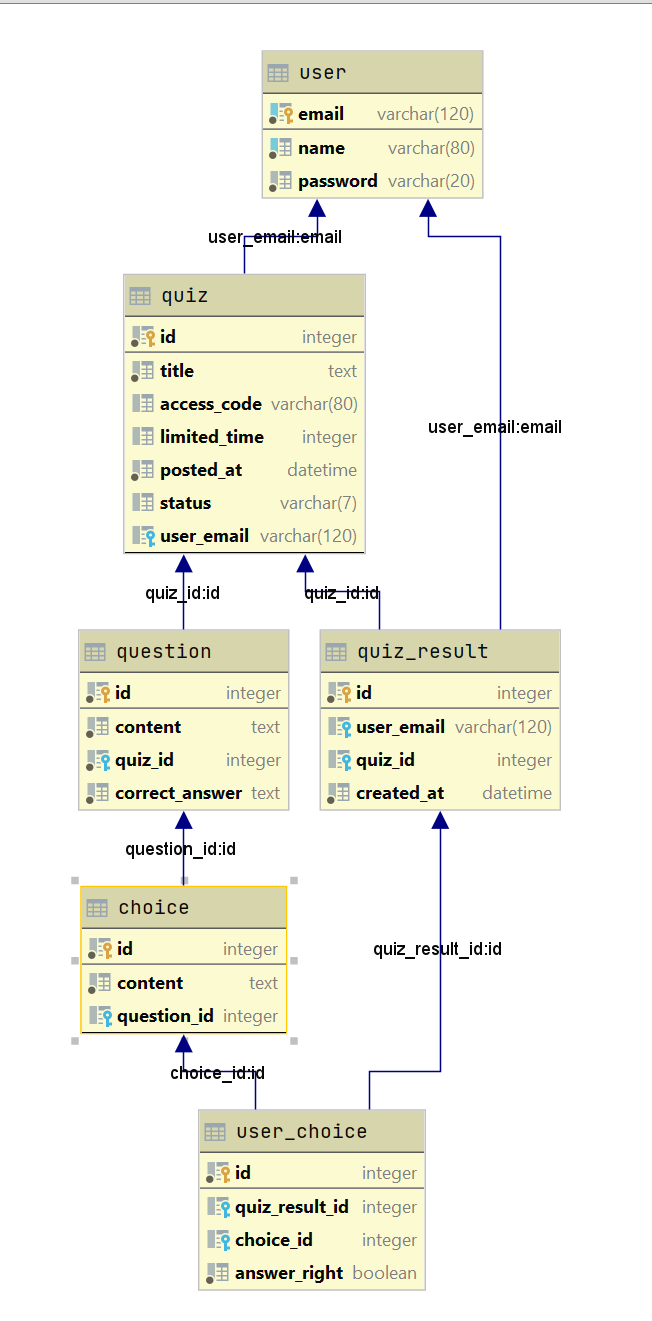 user
email varchar(120)
name varchar(80)
password varchar(20)
user_email:email
quiz
id integer
title text
access_code varchar(80)
limited_time integer
posted_at datetime
status varchar(7)
user_email varchar(120)
user_email:email
quiz_id:id
quiz_id:id
question
id integer
content text
quiz_id integer
correct_answer text
quiz_result
id integer
user_email varchar(120)
quiz_id integer
created_at datetime
question_id:id
choice
id integer
content text
question_id integer
quiz_result_id:id
choice_id:id
user_choice
id integer
quiz_result_id integer
choice_id integer
answer_right boolean